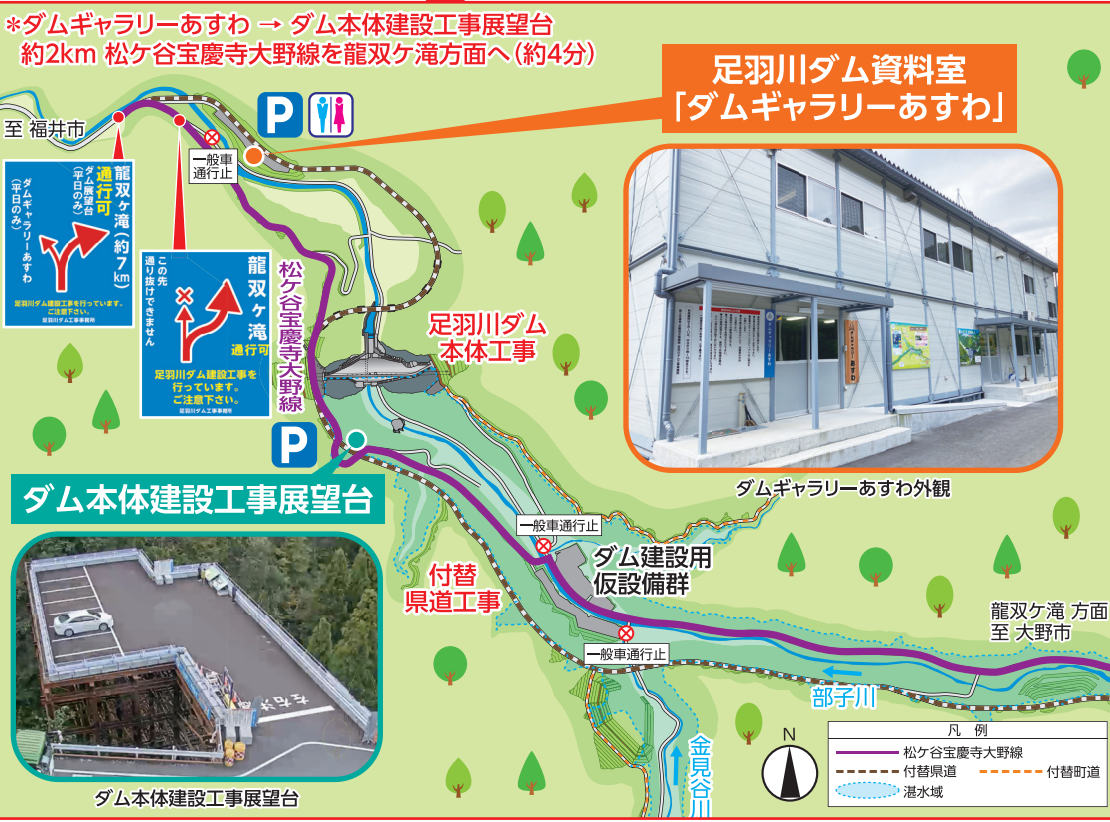 ＊ダムギャラリーあすわ → ダム本体建設工事展望台
約2km 松ケ谷宝慶寺大野線を龍双ケ滝方面へ(約4分)
足羽川ダム資料室
「ダムギャラリーあすわ」
至 福井市
P
一般車
通行止
龍双ヶ滝(約7km)
通行可
ダム展望台
(平日のみ)
ダムギャラリーあすわ
(平日のみ)
足羽川ダム建設工事を行っています。
ご注意下さい。
足羽川ダム工事事務所
龍双ヶ滝
通行可
この先
通り抜けできません
足羽川ダム建設工事を
行っています。
ご注意下さい。
足羽川ダム工事事務所
松ケ谷宝慶寺大野線
足羽川ダム
本体工事
P
ダム本体建設工事展望台
ダムギャラリーあすわ
ダムギャラリーあすわ外観
一般車通行止
ダム建設用
仮設備群
付替
県道工事
一般車通行止
龍双ケ滝 方面
至 大野市
部子川
金見谷川
左右注
ダム本体建設工事展望台
N
凡 例
松ケ谷宝慶寺大野線
付替県道
付替町道
湛水域